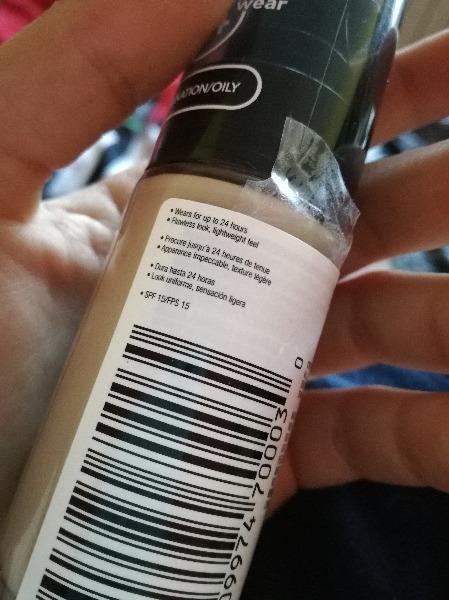 wear
NATION/OILY
• Wears for up to 24 hours
• Flawless look, lightweight feel
• Procure jusqu'à 24 heures de tenue
• Apparence impeccable, texture légère
• Dura hasta 24 horas
• Look uniforme, sensación ligera
• SPF 15/FPS 15
09974 70003 0